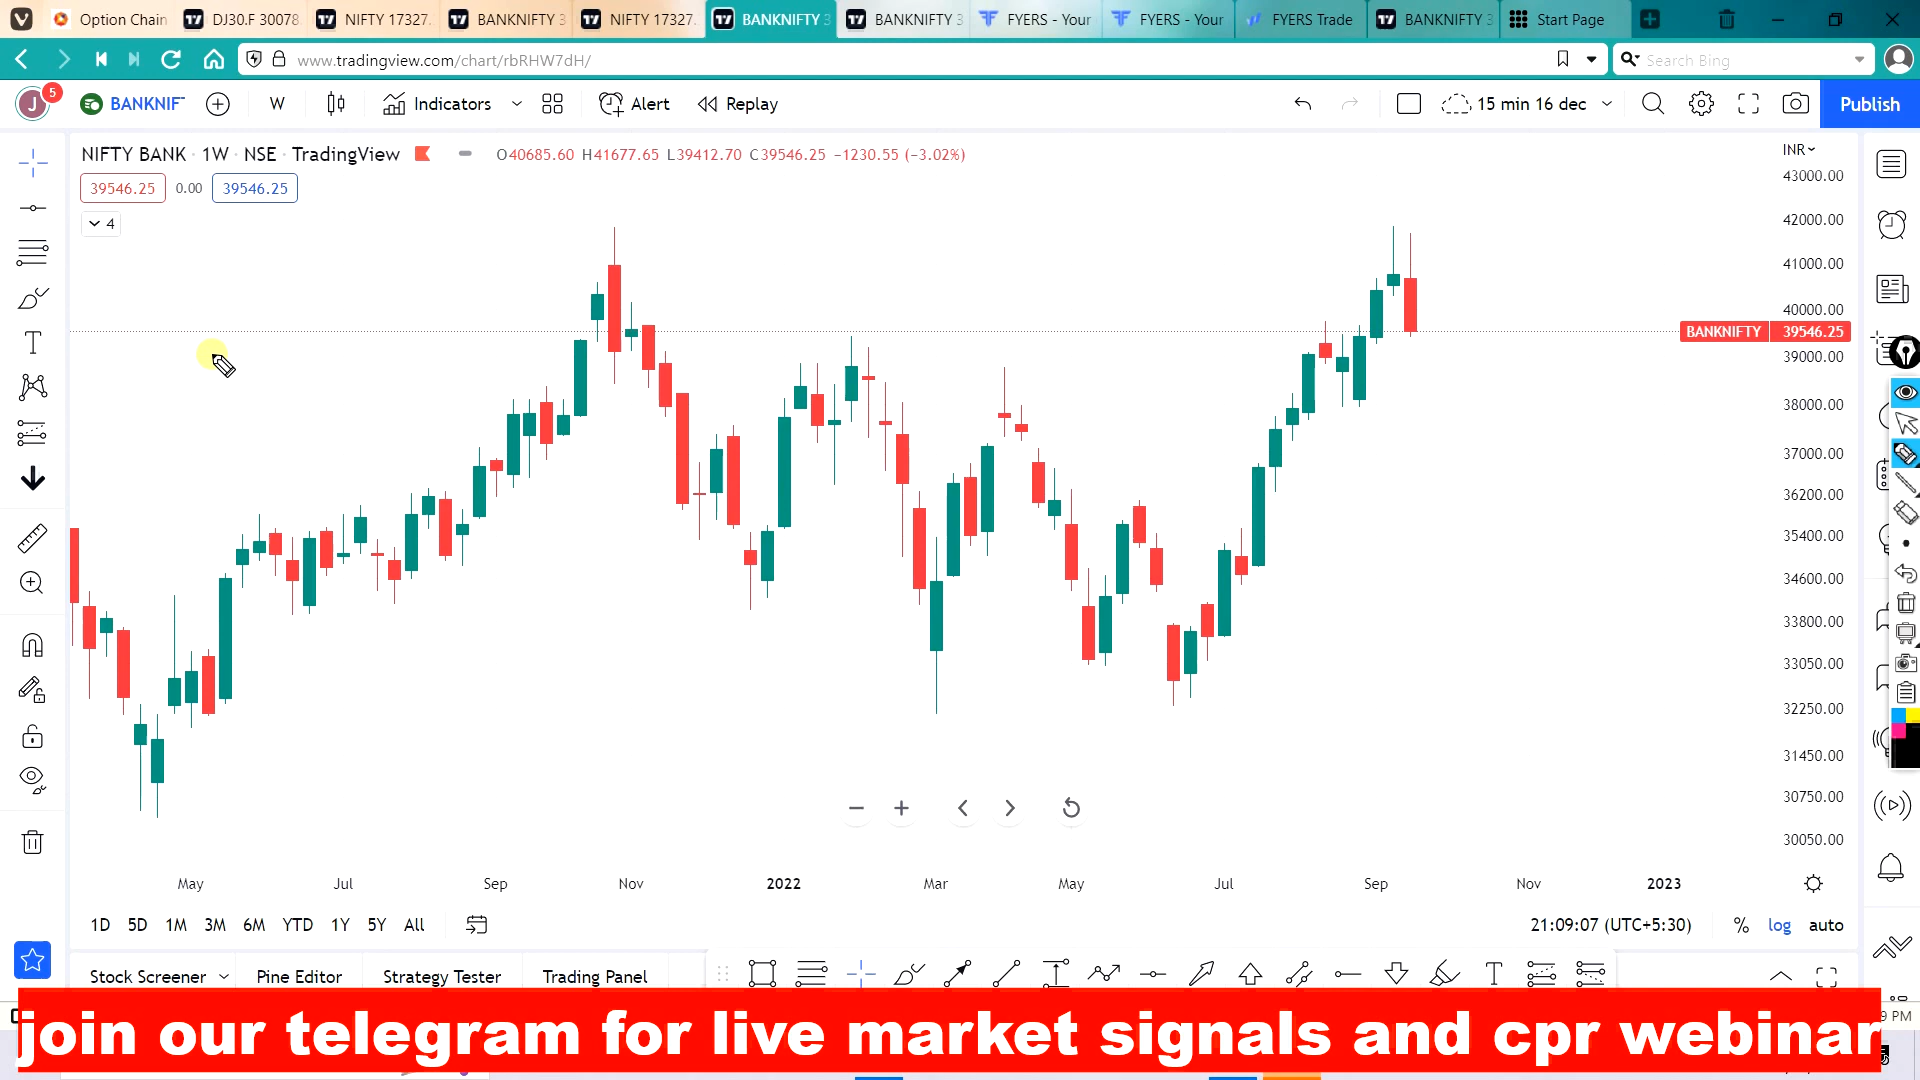 Option Chain
DJ30.F 30078
NIFTY 17327.
BANKNIFTY 3
NIFTY 17327.
BANKNIFTY 3
BANKNIFTY 3
FYERS - Your
FYERS - Your
FYERS Trade
BANKNIFTY 3
Start Page
www.tradingview.com/chart/rbRHW7dH/
Search Bing
J 5
BANKNIF
W
Indicators
Alert
Replay
15 min 16 dec
Publish
NIFTY BANK · 1W · NSE · TradingView
O40685.60 H41677.65 L39412.70 C39546.25 −1230.55 (−3.02%)
INR
39546.25 0.00 39546.25
4
43000.00
42000.00
41000.00
40000.00
BANKNIFTY 39546.25
39000.00
38000.00
37000.00
36200.00
35400.00
34600.00
33800.00
33050.00
32250.00
31450.00
30750.00
30050.00
May Jul Sep Nov 2022 Mar May Jul Sep Nov 2023
1D 5D 1M 3M 6M YTD 1Y 5Y All
21:09:07 (UTC+5:30) % log auto
Stock Screener Pine Editor Strategy Tester Trading Panel
join our telegram for live market signals and cpr webinar
9 PM